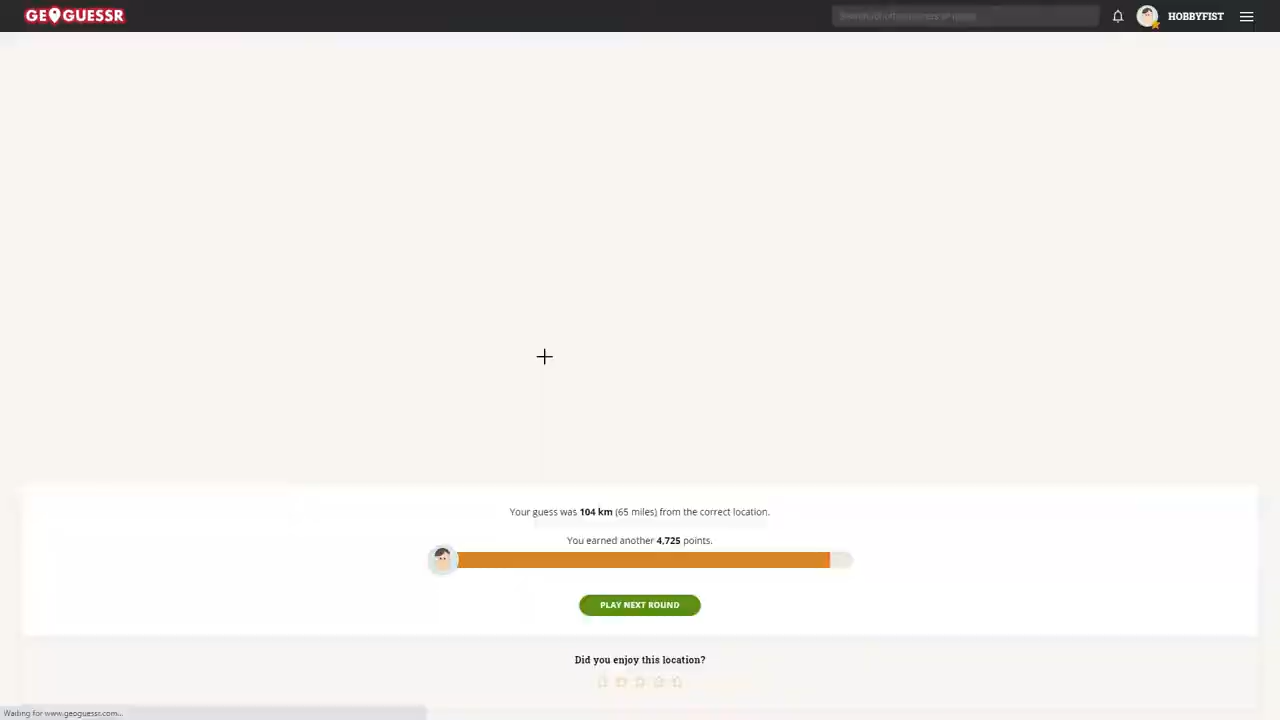 GEOGUESSR
HOBBYFIST
Your guess was 104 km (65 miles) from the correct location.
You earned another 4,725 points.
PLAY NEXT ROUND
Did you enjoy this location?
Waiting for www.geoguessr.com...